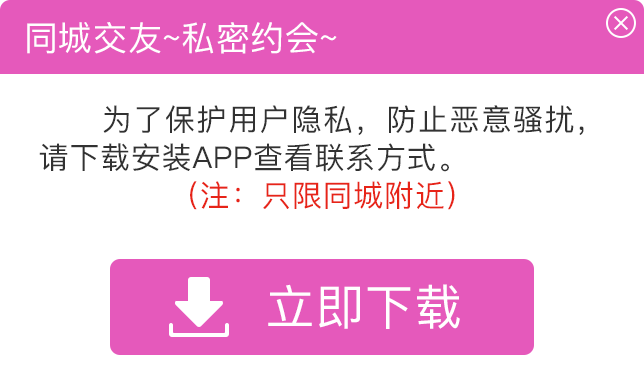 同城交友~私密约会~
为了保护用户隐私，防止恶意骚扰，
请下载安装APP查看联系方式。
（注：只限同城附近）
立即下载